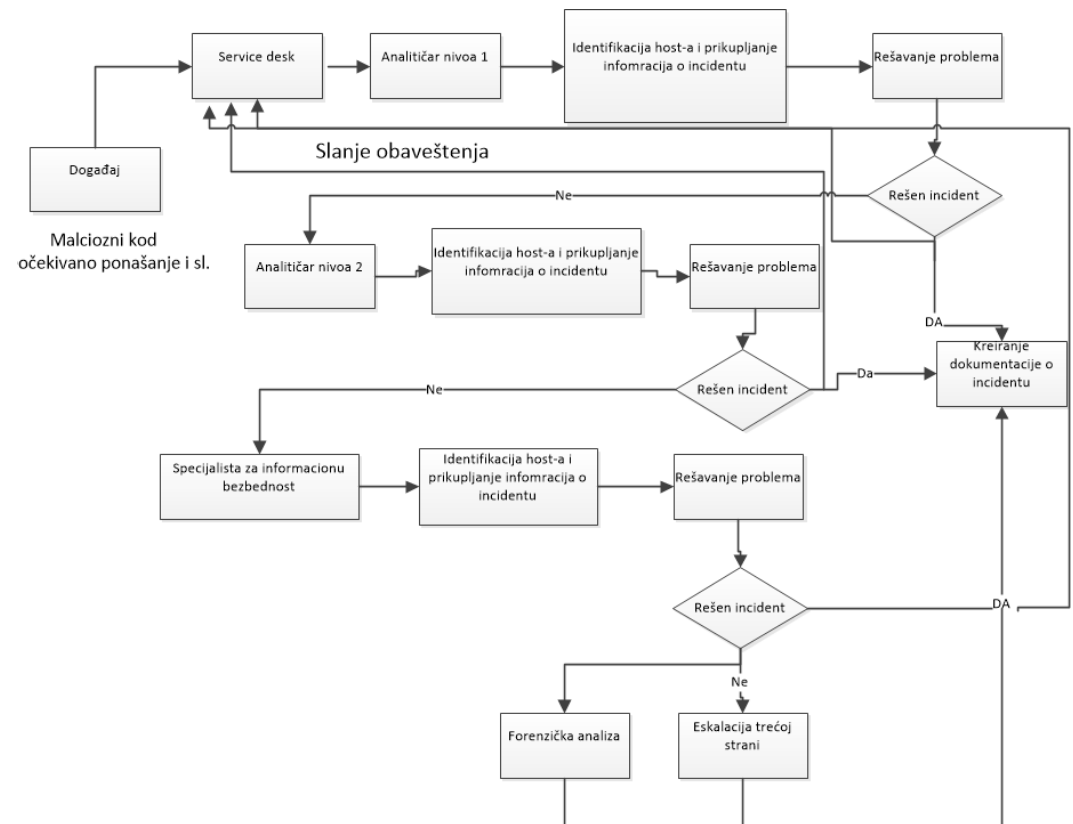 Service desk
Analitičar nivoa 1
Identifikacija host-a i prikupljanje
infomracija o incidentu
Rešavanje problema
Slanje obaveštenja
Događaj
Rešen incident
Ne
Malciozni kod
očekivano ponašanje i sl.
Analitičar nivoa 2
Identifikacija host-a i prikupljanje
infomracija o incidentu
Rešavanje problema
DA
Kreiranje
dokumentacije o
incidentu
Da
Rešen incident
Ne
Specijalista za informacionu
bezbednost
Identifikacija host-a i
prikupljanje infomracija o
incidentu
Rešavanje problema
Rešen incident
DA
Ne
Forenzička analiza
Eskalacija trećoj
strani